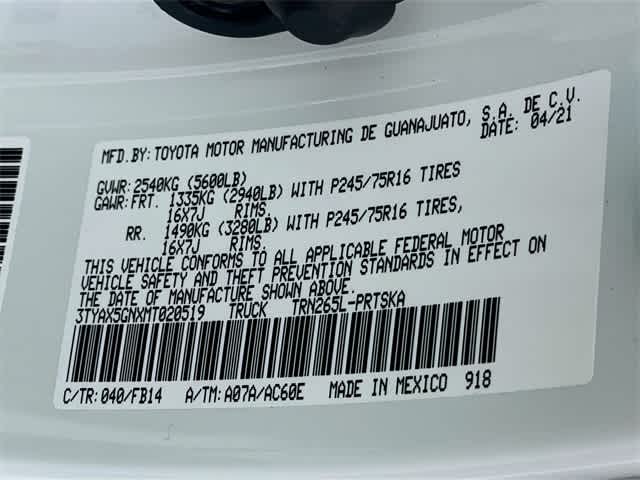 MFD.BY: TOYOTA MOTOR MANUFACTURING DE GUANAJUATO, S.A. DE C.V.
DATE: 04/21
GVWR: 2540KG (5600LB)
GAWR: FRT. 1335KG (2940LB) WITH P245/75R16 TIRES
16X7J RIMS.
RR. 1490KG (3280LB) WITH P245/75R16 TIRES,
16X7J RIMS.
THIS VEHICLE CONFORMS TO ALL APPLICABLE FEDERAL MOTOR
VEHICLE SAFETY AND THEFT PREVENTION STANDARDS IN EFFECT ON
THE DATE OF MANUFACTURE SHOWN ABOVE.
3TYAX5GNXMT020519 TRUCK TRN265L-PRTSKA
C/TR: 040/FB14 A/TM: A07A/AC60E MADE IN MEXICO 918